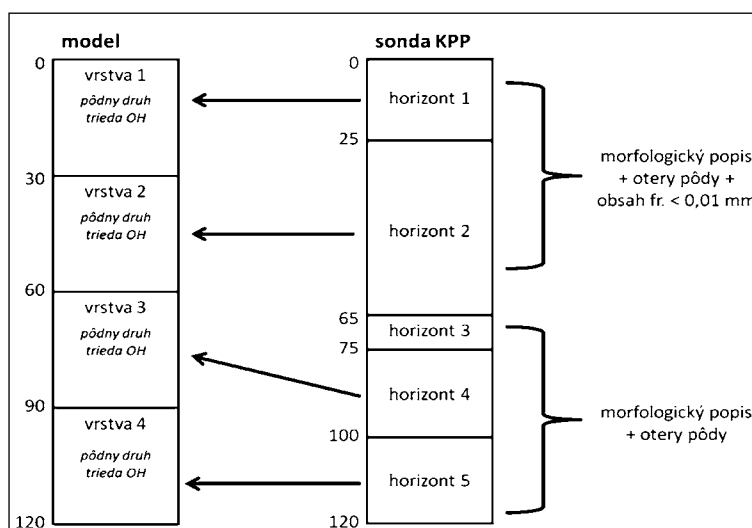 model
0
vrstva 1
pôdny druh
trieda OH
30
vrstva 2
pôdny druh
trieda OH
60
vrstva 3
pôdny druh
trieda OH
90
vrstva 4
pôdny druh
trieda OH
120
sonda KPP
0
horizont 1
25
horizont 2
65
horizont 3
75
horizont 4
100
horizont 5
120
morfologický popis
+ otery pôdy +
obsah fr. < 0,01 mm
morfologický popis
+ otery pôdy